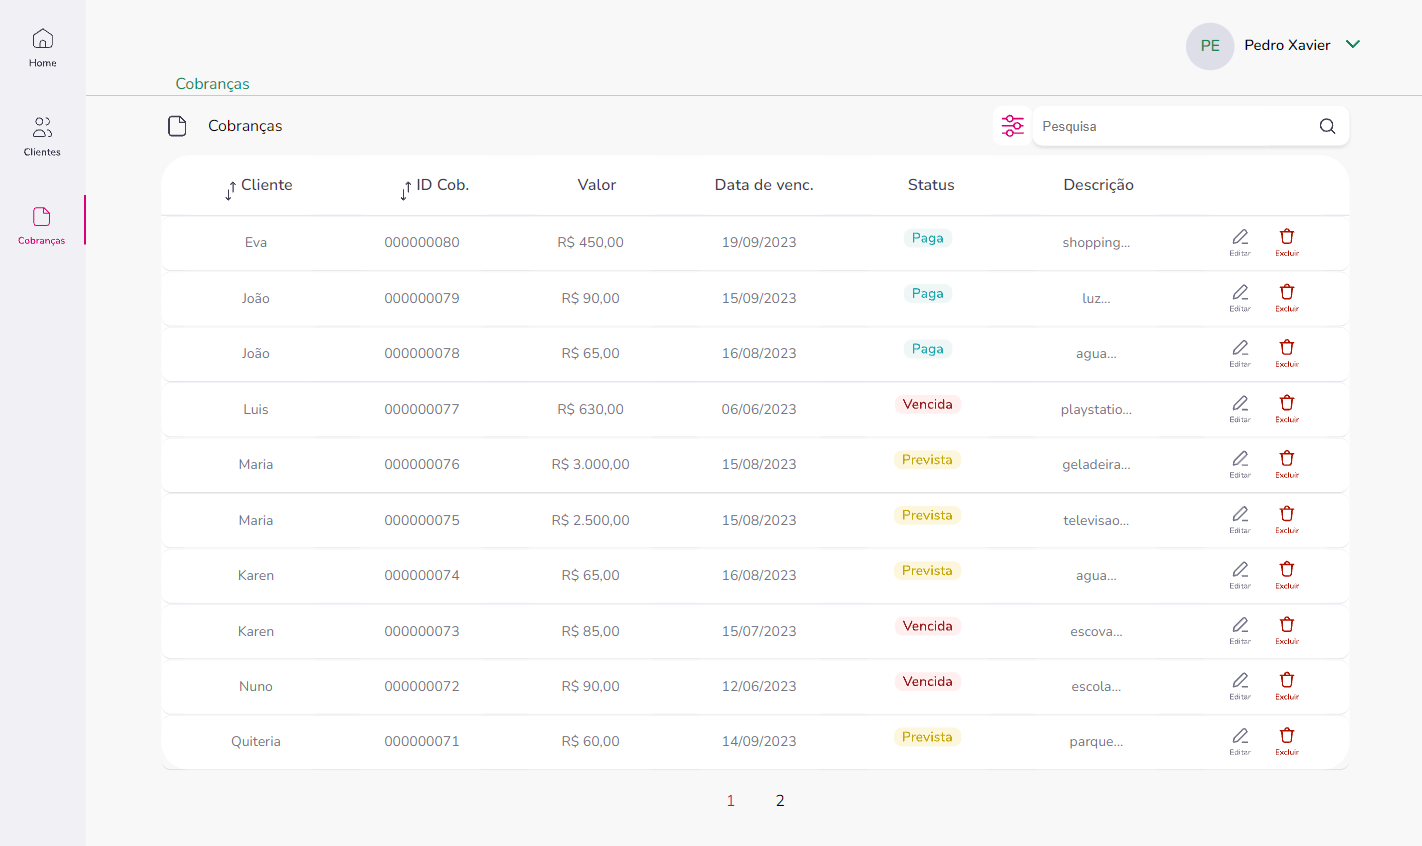 Home
Clientes
Cobranças
PE Pedro Xavier
Cobranças
Cobranças
Pesquisa
Cliente ID Cob. Valor Data de venc. Status Descrição
Eva 000000080 R$ 450,00 19/09/2023 Paga shopping... Editar Excluir
João 000000079 R$ 90,00 15/09/2023 Paga luz... Editar Excluir
João 000000078 R$ 65,00 16/08/2023 Paga agua... Editar Excluir
Luis 000000077 R$ 630,00 06/06/2023 Vencida playstatio... Editar Excluir
Maria 000000076 R$ 3.000,00 15/08/2023 Prevista geladeira... Editar Excluir
Maria 000000075 R$ 2.500,00 15/08/2023 Prevista televisao... Editar Excluir
Karen 000000074 R$ 65,00 16/08/2023 Prevista agua... Editar Excluir
Karen 000000073 R$ 85,00 15/07/2023 Vencida escova... Editar Excluir
Nuno 000000072 R$ 90,00 12/06/2023 Vencida escola... Editar Excluir
Quiteria 000000071 R$ 60,00 14/09/2023 Prevista parque... Editar Excluir
1 2